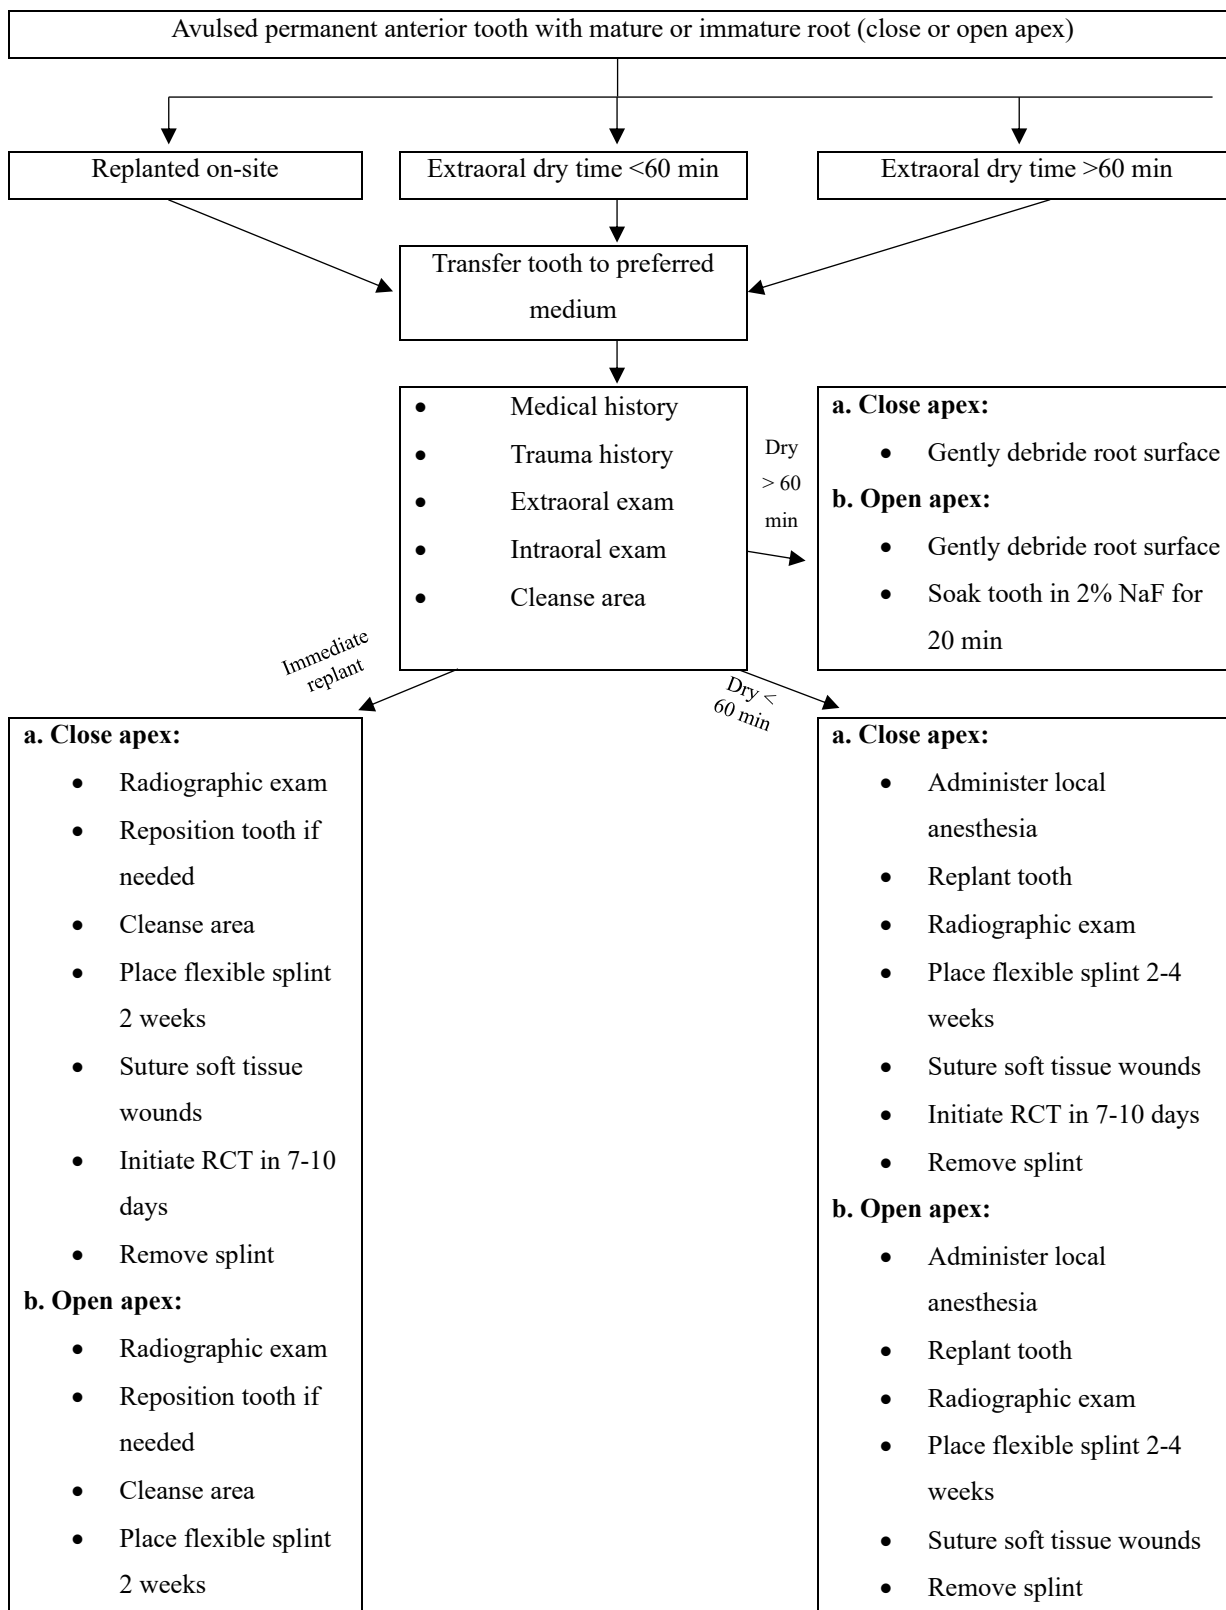 Avulsed permanent anterior tooth with mature or immature root (close or open apex)
Replanted on-site
Extraoral dry time <60 min
Extraoral dry time >60 min
Transfer tooth to preferred
medium
• Medical history
• Trauma history
• Extraoral exam
• Intraoral exam
• Cleanse area
Dry
> 60
min
a. Close apex:
• Gently debride root surface
b. Open apex:
• Gently debride root surface
• Soak tooth in 2% NaF for
20 min
Immediate
replant
Dry <
60 min
a. Close apex:
• Radiographic exam
• Reposition tooth if
needed
• Cleanse area
• Place flexible splint
2 weeks
• Suture soft tissue
wounds
• Initiate RCT in 7-10
days
• Remove splint
b. Open apex:
• Radiographic exam
• Reposition tooth if
needed
• Cleanse area
• Place flexible splint
2 weeks
a. Close apex:
• Administer local
anesthesia
• Replant tooth
• Radiographic exam
• Place flexible splint 2-4
weeks
• Suture soft tissue wounds
• Initiate RCT in 7-10 days
• Remove splint
b. Open apex:
• Administer local
anesthesia
• Replant tooth
• Radiographic exam
• Place flexible splint 2-4
weeks
• Suture soft tissue wounds
• Remove splint